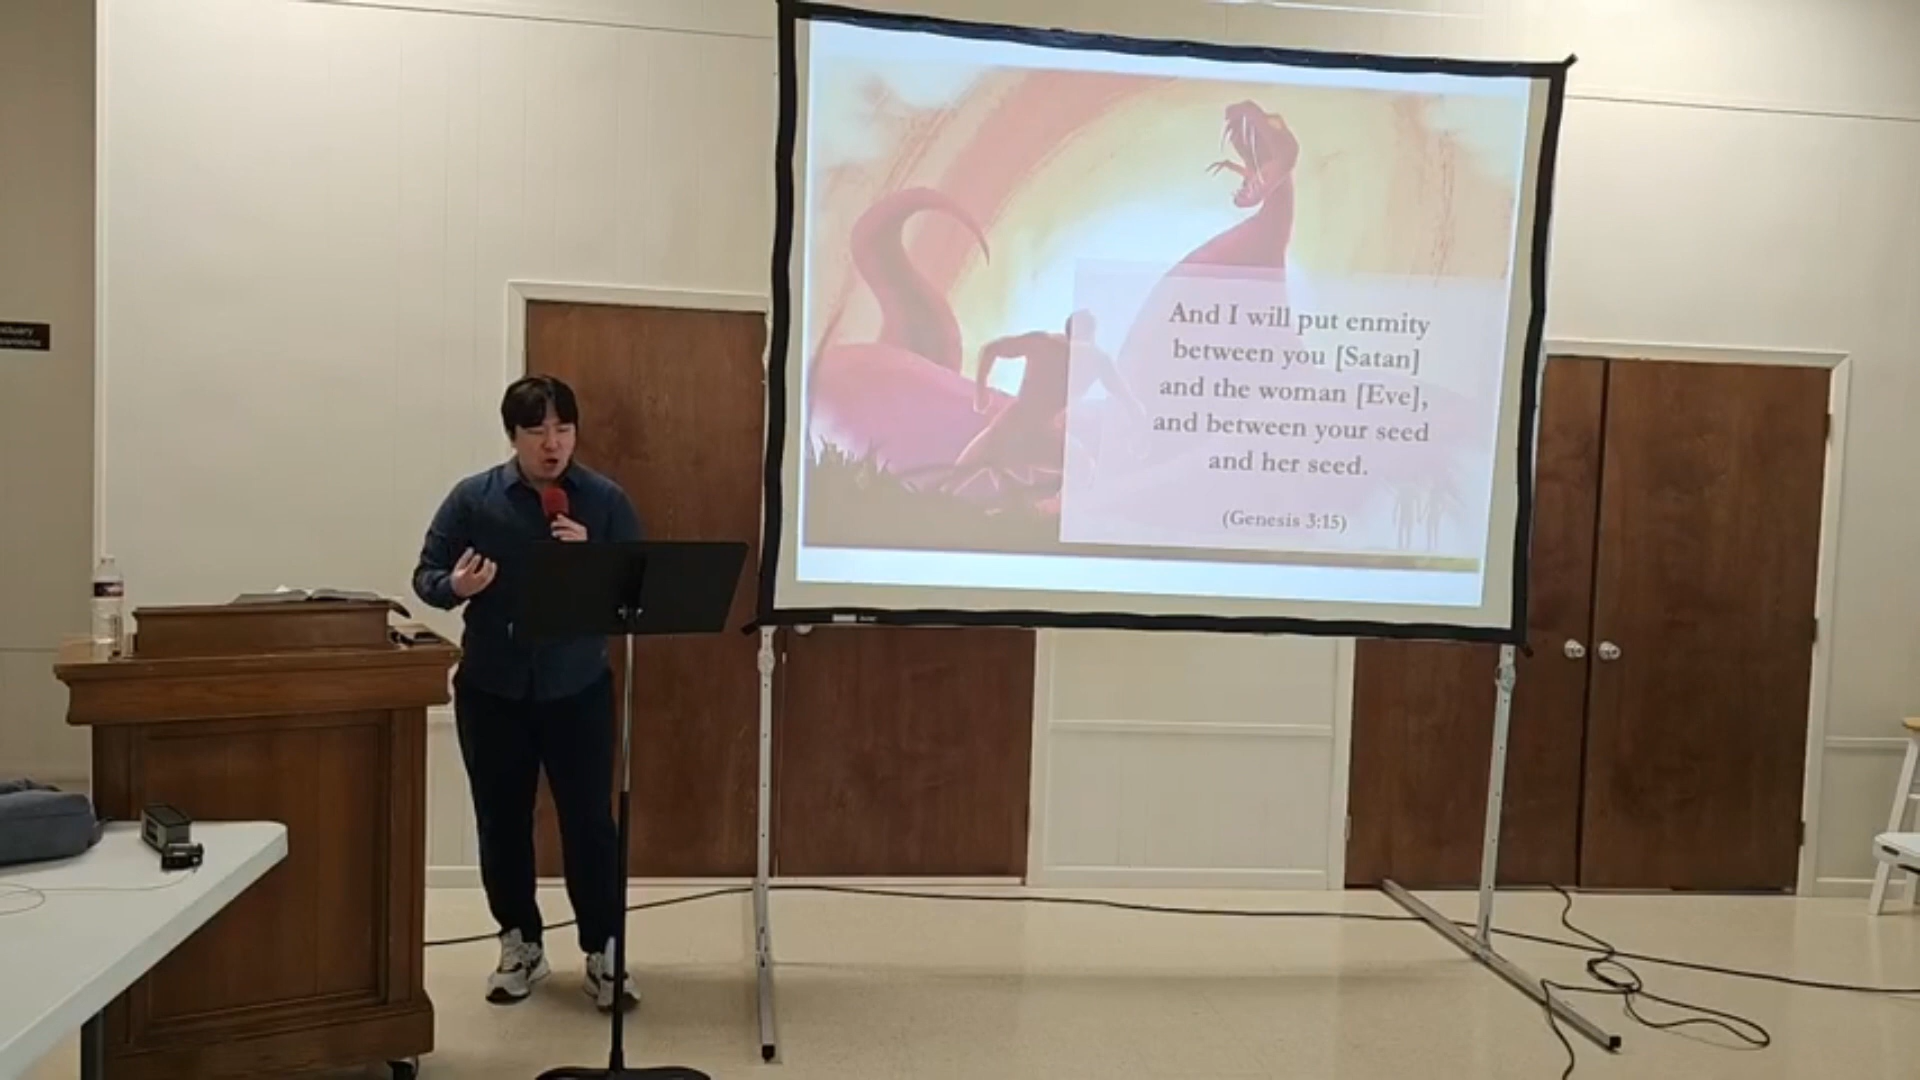 And I will put enmity
between you [Satan]
and the woman [Eve],
and between your seed
and her seed.
(Genesis 3:15)